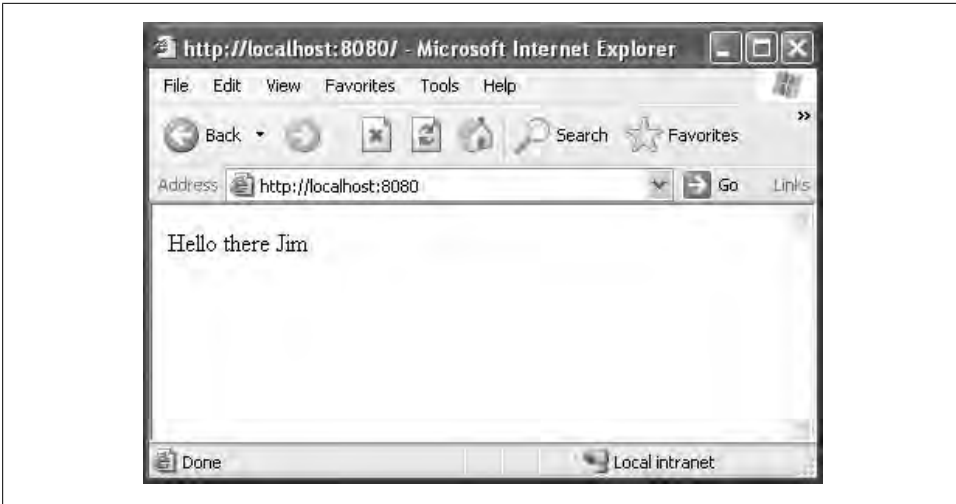 http://localhost:8080/ - Microsoft Internet Explorer
File Edit View Favorites Tools Help
Back Search Favorites »
Address http://localhost:8080 Go Links
Hello there Jim
Done Local intranet